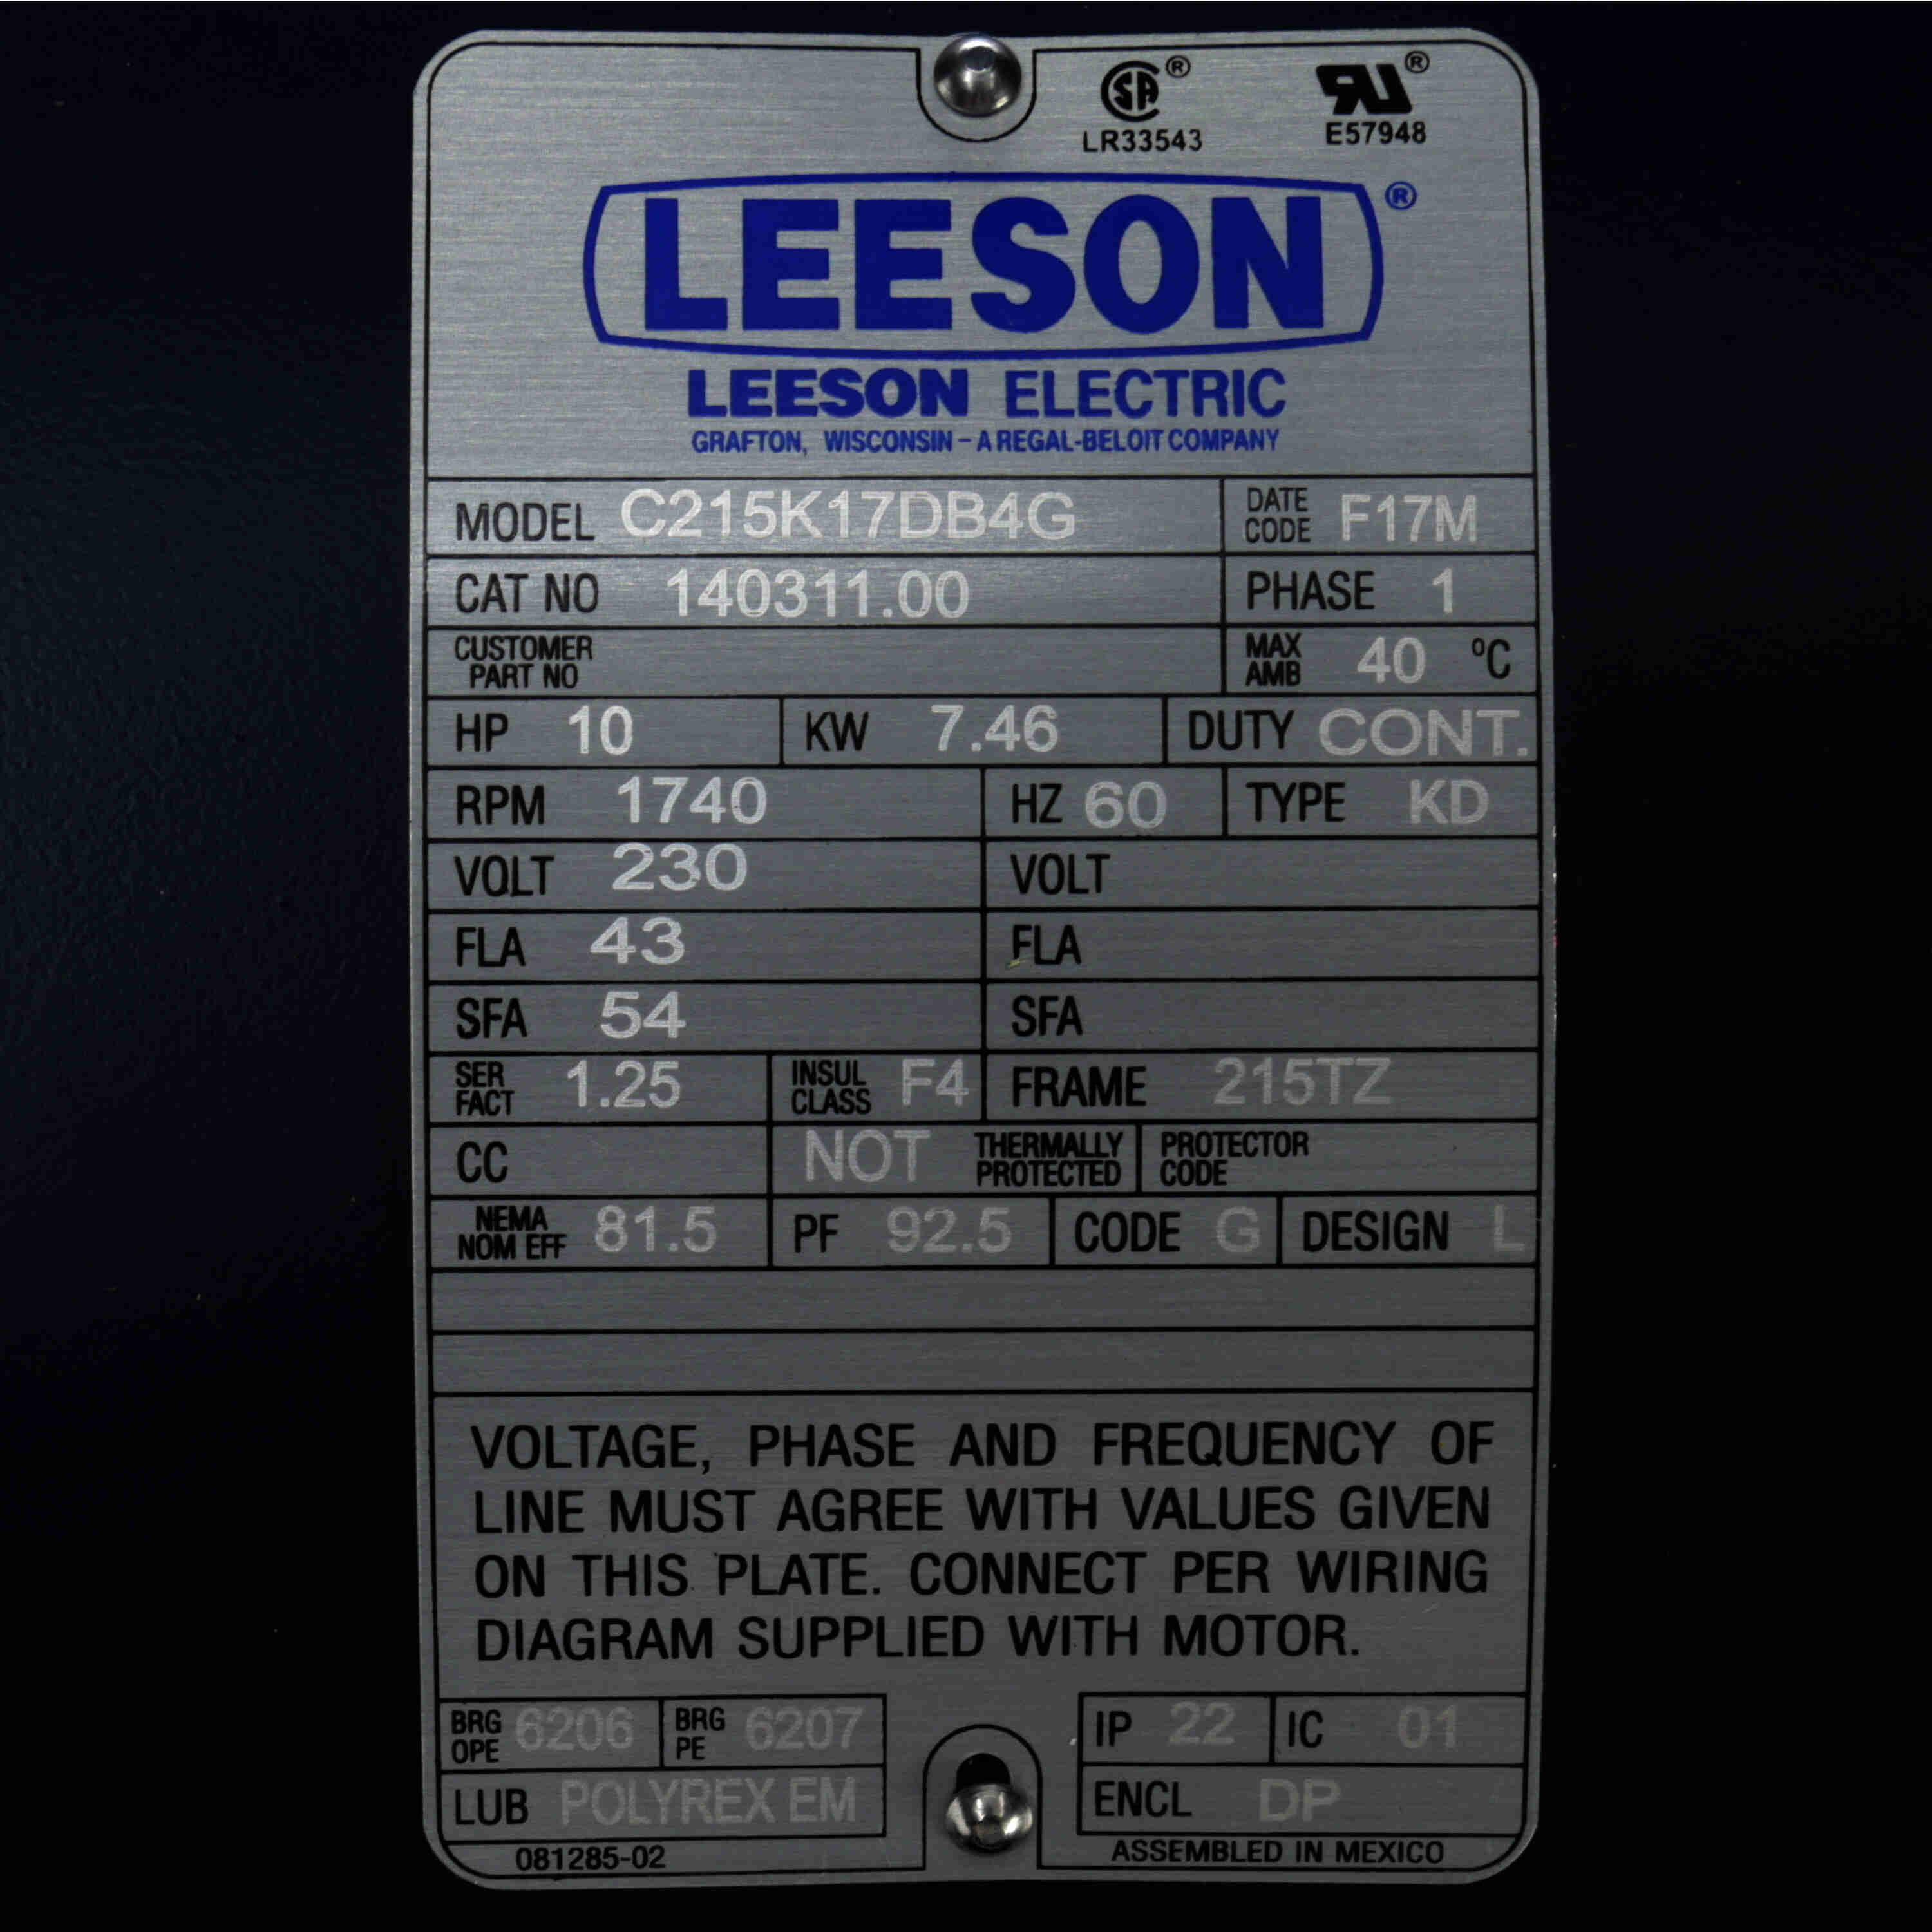 SA®
LR33543
RU®
E57948
LEESON®
LEESON ELECTRIC
GRAFTON, WISCONSIN – A REGAL-BELOIT COMPANY
MODEL C215K17DB4G DATE CODE F17M
CAT NO 140311.00 PHASE 1
CUSTOMER PART NO MAX AMB 40 °C
HP 10 KW 7.46 DUTY CONT.
RPM 1740 HZ 60 TYPE KD
VOLT 230 VOLT
FLA 43 FLA
SFA 54 SFA
SER FACT 1.25 INSUL CLASS F4 FRAME 215TZ
CC NOT THERMALLY PROTECTED PROTECTOR CODE
NEMA NOM EFF 81.5 PF 92.5 CODE G DESIGN L
VOLTAGE, PHASE AND FREQUENCY OF
LINE MUST AGREE WITH VALUES GIVEN
ON THIS PLATE. CONNECT PER WIRING
DIAGRAM SUPPLIED WITH MOTOR.
BRG OPE 6206 BRG PE 6207 IP 22 IC 01
LUB POLYREX EM ENCL DP
081285-02 ASSEMBLED IN MEXICO